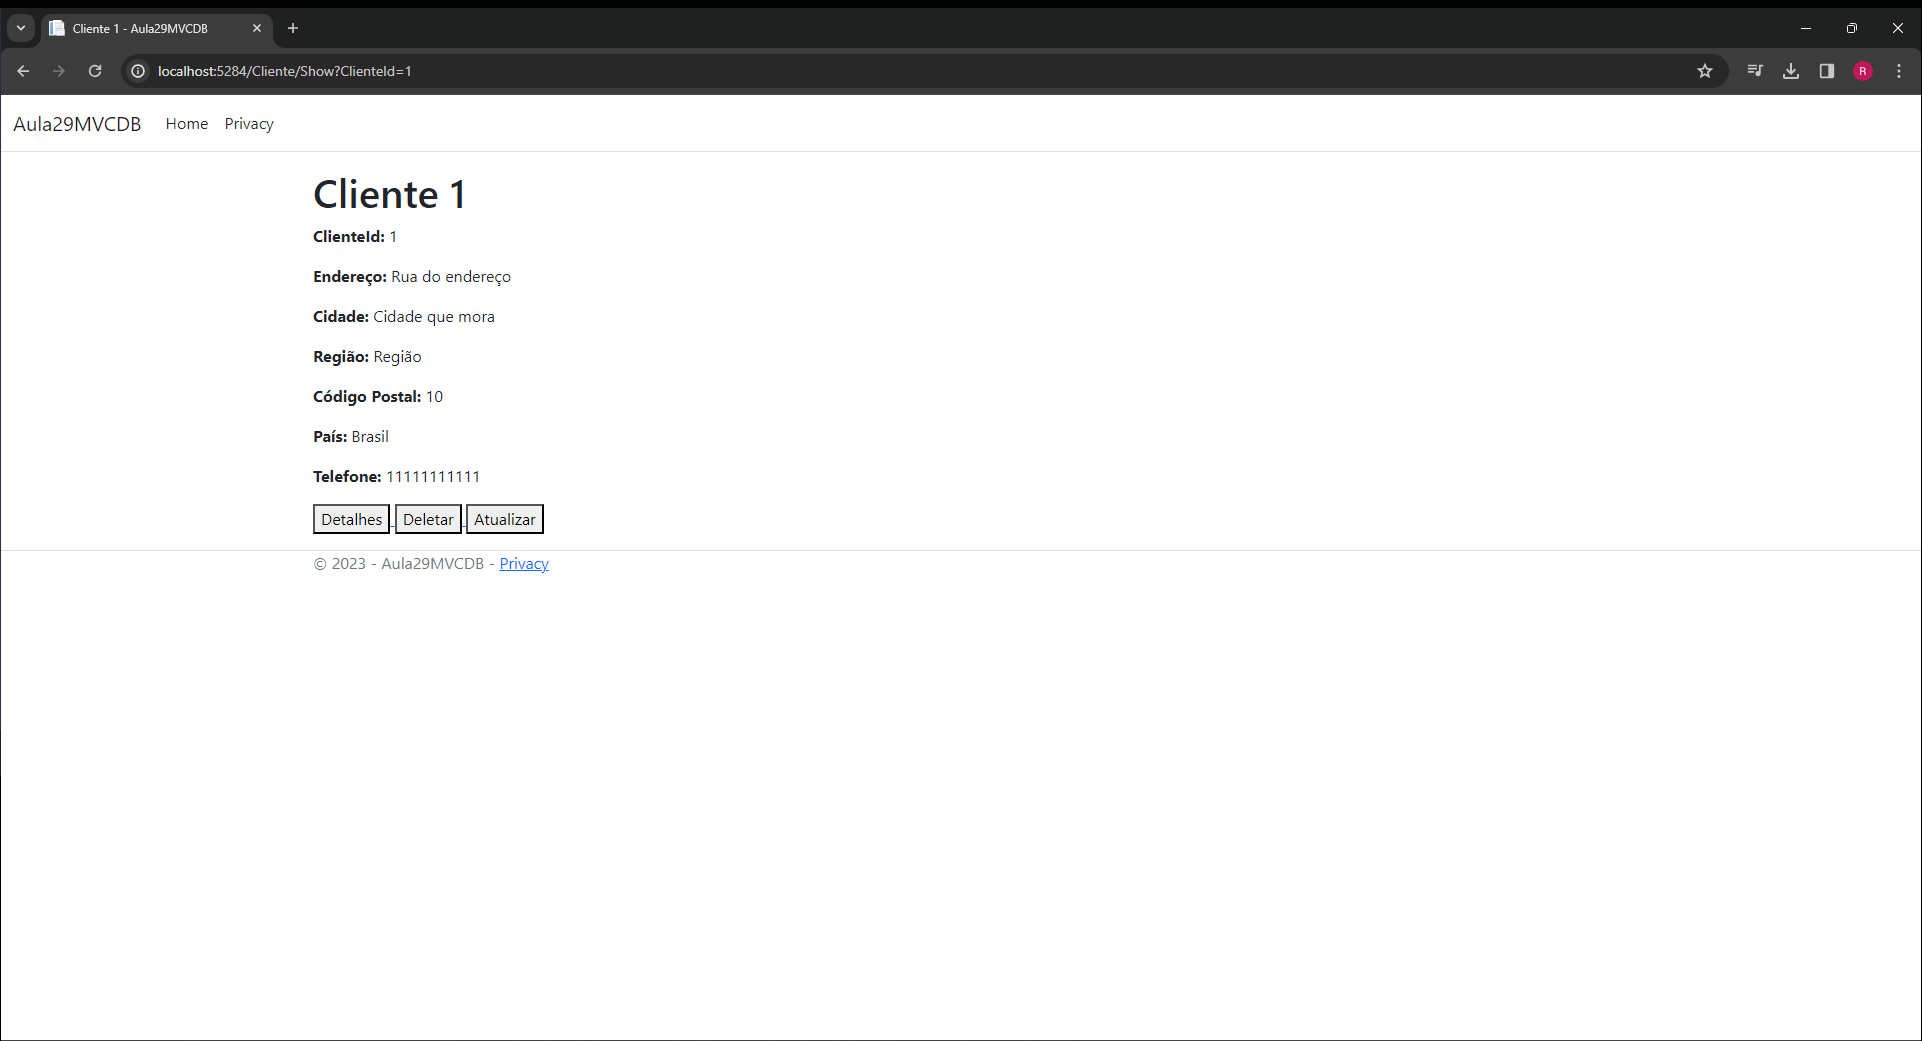 Cliente 1 - Aula29MVCDB
localhost:5284/Cliente/Show?ClienteId=1
R
Aula29MVCDB Home Privacy
Cliente 1
ClienteId: 1
Endereço: Rua do endereço
Cidade: Cidade que mora
Região: Região
Código Postal: 10
País: Brasil
Telefone: 11111111111
Detalhes Deletar Atualizar
© 2023 - Aula29MVCDB - Privacy